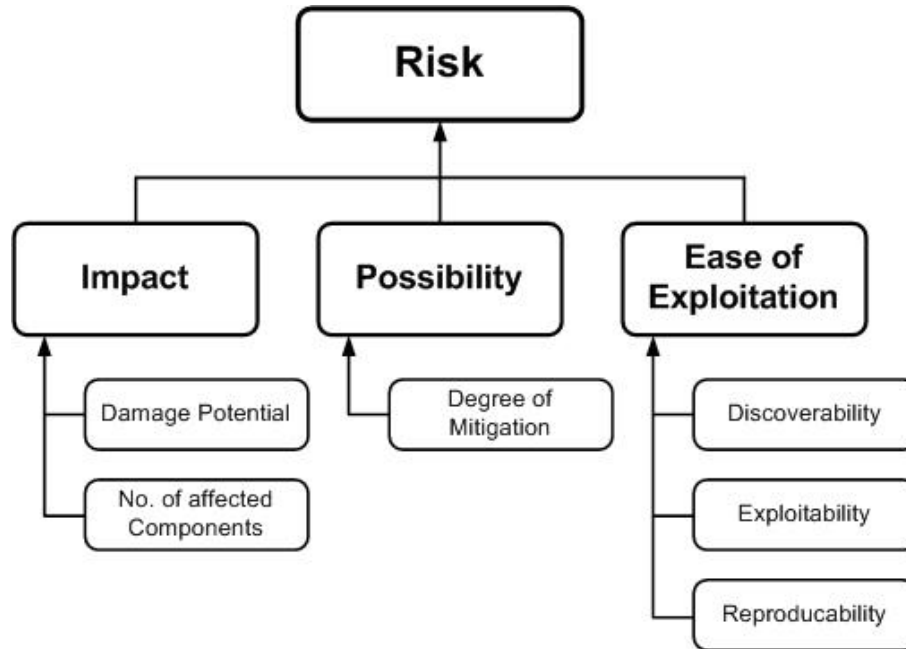 Risk
Impact
Possibility
Ease of
Exploitation
Damage Potential
No. of affected
Components
Degree of
Mitigation
Discoverability
Exploitability
Reproducability